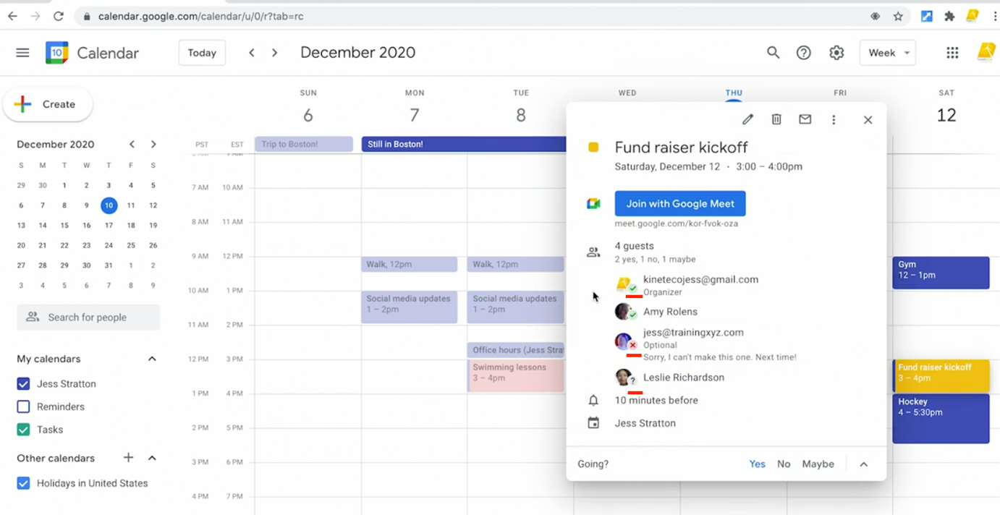 calendar.google.com/calendar/u/0/r?tab=rc
10 Calendar Today December 2020 Week
Create
SUN MON TUE WED THU FRI SAT
6 7 8 12
December 2020
PST EST
Trip to Boston! Still in Boston!
S M T W T F S
29 30 1 2 3 4 5
6 7 8 9 10 11 12
13 14 15 16 17 18 19
20 21 22 23 24 25 26
27 28 29 30 31 1 2
3 4 5 6 7 8 9
Search for people
My calendars
Jess Stratton
Reminders
Tasks
Other calendars
Holidays in United States
7 AM 10 AM
8 AM 11 AM
9 AM 12 PM
10 AM 1 PM
11 AM 2 PM
12 PM 3 PM
1 PM 4 PM
2 PM 5 PM
3 PM 6 PM
4 PM 7 PM
Walk, 12pm
Social media updates
1 – 2pm
Walk, 12pm
Social media updates
1 – 2pm
Office hours (Jess Strat
Swimming lessons
3 – 4pm
Fund raiser kickoff
Saturday, December 12 · 3:00 – 4:00pm
Join with Google Meet
meet.google.com/kor-fvok-oza
4 guests
2 yes, 1 no, 1 maybe
kinetecojess@gmail.com
Organizer
Amy Rolens
jess@trainingxyz.com
Optional
Sorry, I can't make this one. Next time!
? Leslie Richardson
10 minutes before
Jess Stratton
Going? Yes No Maybe
Gym
12 – 1pm
Fund raiser kickoff
3 – 4pm
Hockey
4 – 5:30pm